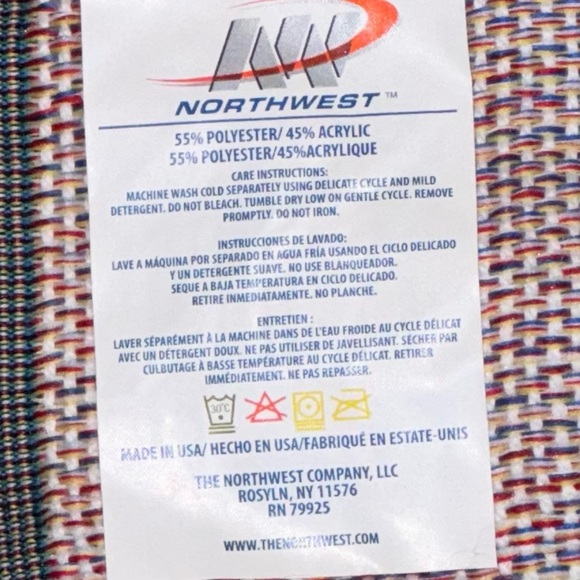 NORTHWEST™
55% POLYESTER/ 45% ACRYLIC
55% POLYESTER/45%ACRYLIQUE
CARE INSTRUCTIONS:
MACHINE WASH COLD SEPARATELY USING DELICATE CYCLE AND MILD
DETERGENT. DO NOT BLEACH. TUMBLE DRY LOW ON GENTLE CYCLE. REMOVE
PROMPTLY. DO NOT IRON.
INSTRUCCIONES DE LAVADO:
LAVE A MÁQUINA POR SEPARADO EN AGUA FRÍA USANDO EL CICLO DELICADO
Y UN DETERGENTE SUAVE. NO USE BLANQUEADOR.
SEQUE A BAJA TEMPERATURA EN CICLO DELICADO.
RETIRE INMEDIATAMENTE. NO PLANCHE.
ENTRETIEN :
LAVER SÉPARÉMENT À LA MACHINE DANS DE L'EAU FROIDE AU CYCLE DÉLICAT
AVEC UN DÉTERGENT DOUX. NE PAS UTILISER DE JAVELLISANT. SÉCHER PAR
CULBUTAGE À BASSE TEMPÉRATURE AU CYCLE DÉLICAT. RETIRER
IMMÉDIATEMENT. NE PAS REPASSER.
30°C
MADE IN USA/ HECHO EN USA/FABRIQUÉ EN ESTATE-UNIS
THE NORTHWEST COMPANY, LLC
ROSYLN, NY 11576
RN 79925
WWW.THENORTHWEST.COM